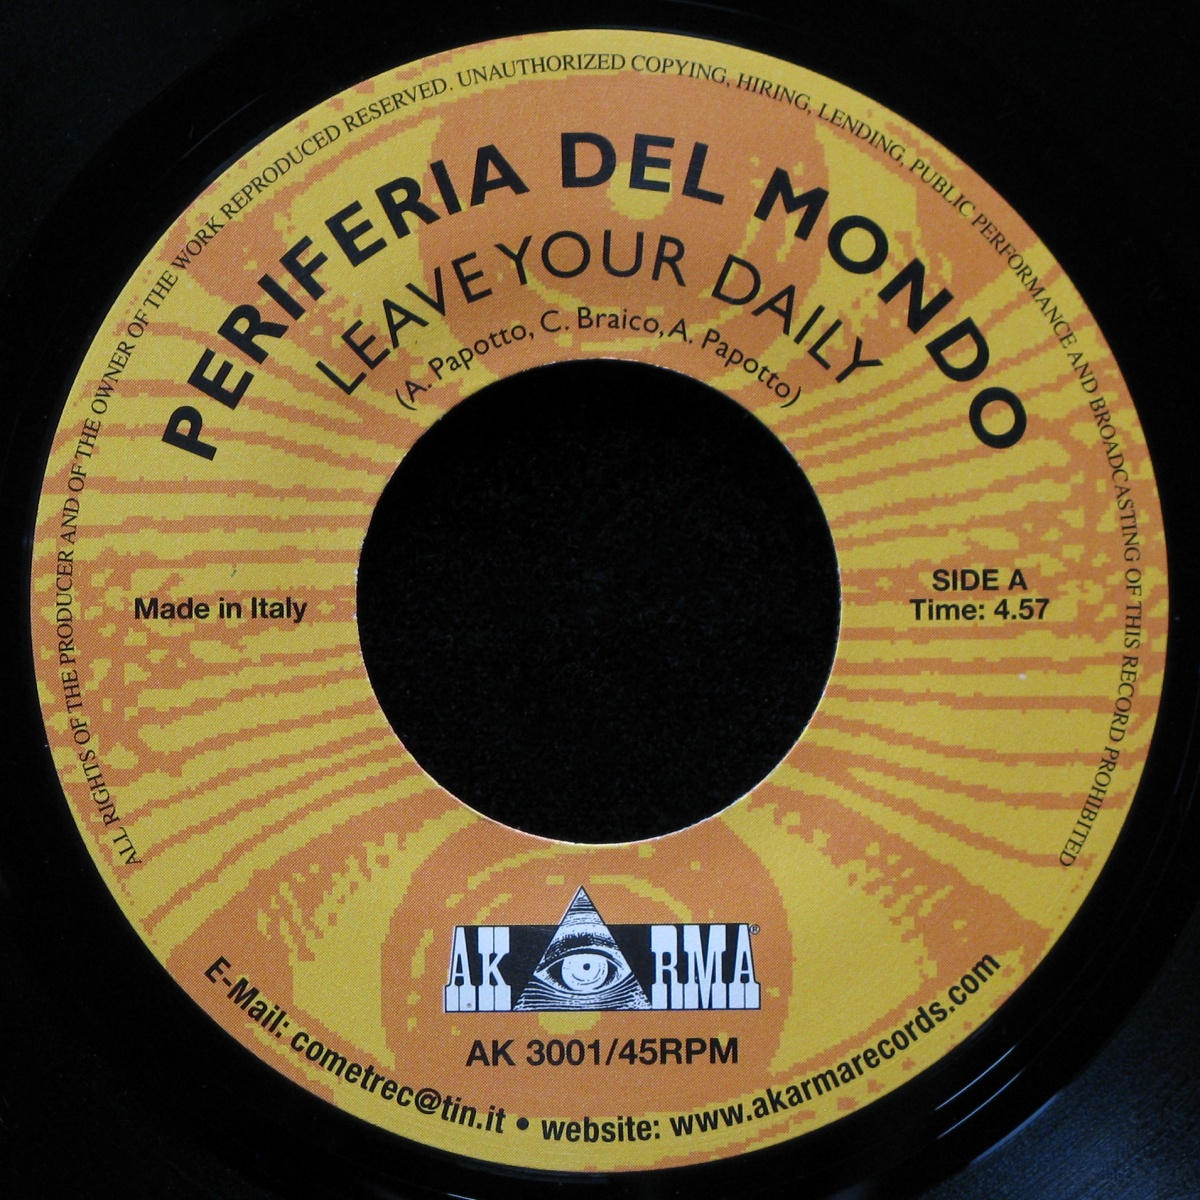 ALL RIGHTS OF THE PRODUCER AND OF THE OWNER OF THE WORK REPRODUCED RESERVED. UNAUTHORIZED COPYING, HIRING, LENDING, PUBLIC PERFORMANCE AND BROADCASTING OF THIS RECORD PROHIBITED
PERIFERIA DEL MONDO
LEAVE YOUR DAILY
(A. Papotto, C. Braico, A. Papotto)
Made in Italy
SIDE A
Time: 4.57
AK RMA®
AK 3001/45RPM
E-Mail: cometrec@tin.it • website: www.akarmarecords.com